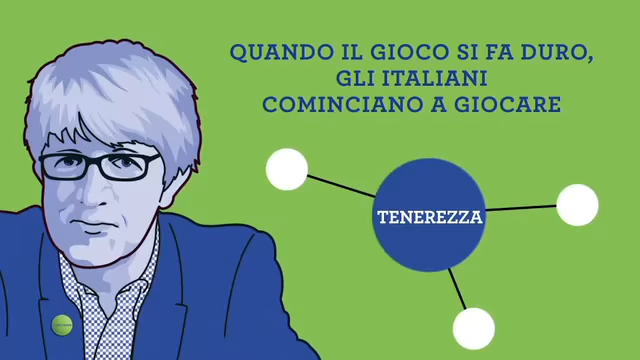 QUANDO IL GIOCO SI FA DURO,
GLI ITALIANI
COMINCIANO A GIOCARE
TENEREZZA